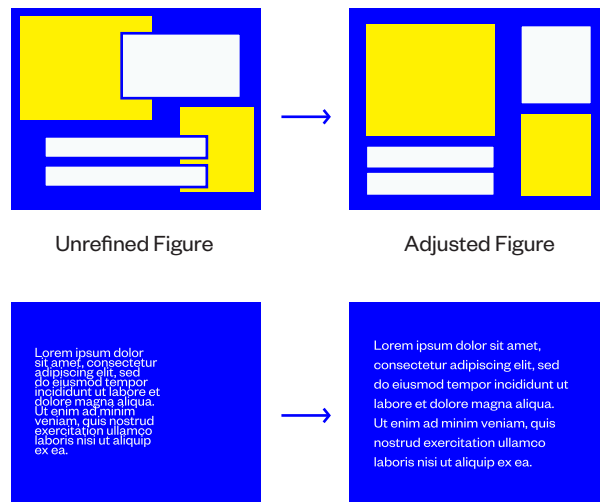 Unrefined Figure
Adjusted Figure
Lorem ipsum dolor
sit amet, consectetur
adipiscing elit, sed
do eiusmod tempor
incididunt ut labore et
dolore magna aliqua.
Ut enim ad minim
veniam, quis nostrud
exercitation ullamco
laboris nisi ut aliquip
ex ea.
Lorem ipsum dolor sit amet,
consectetur adipiscing elit, sed
do eiusmod tempor incididunt ut
labore et dolore magna aliqua.
Ut enim ad minim veniam, quis
nostrud exercitation ullamco
laboris nisi ut aliquip ex ea.